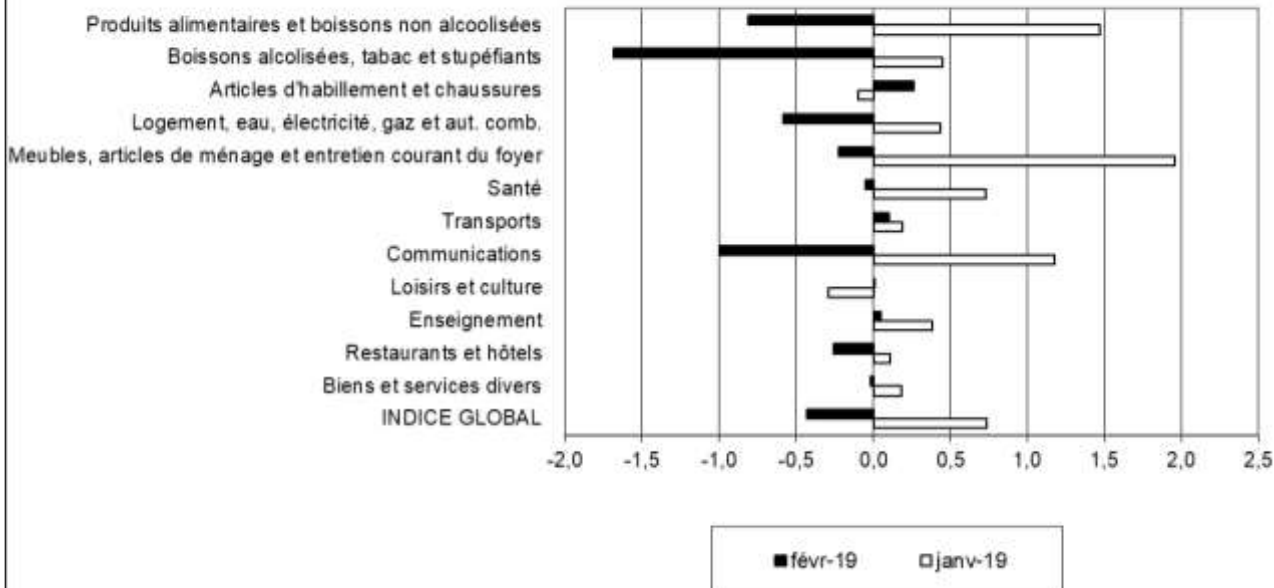 Produits alimentaires et boissons non alcoolisées
Boissons alcolisées, tabac et stupéfiants
Articles d'habillement et chaussures
Logement, eau, électricité, gaz et aut. comb.
Meubles, articles de ménage et entretien courant du foyer
Santé
Transports
Communications
Loisirs et culture
Enseignement
Restaurants et hôtels
Biens et services divers
INDICE GLOBAL
-2,0 -1,5 -1,0 -0,5 0,0 0,5 1,0 1,5 2,0 2,5
févr-19 janv-19